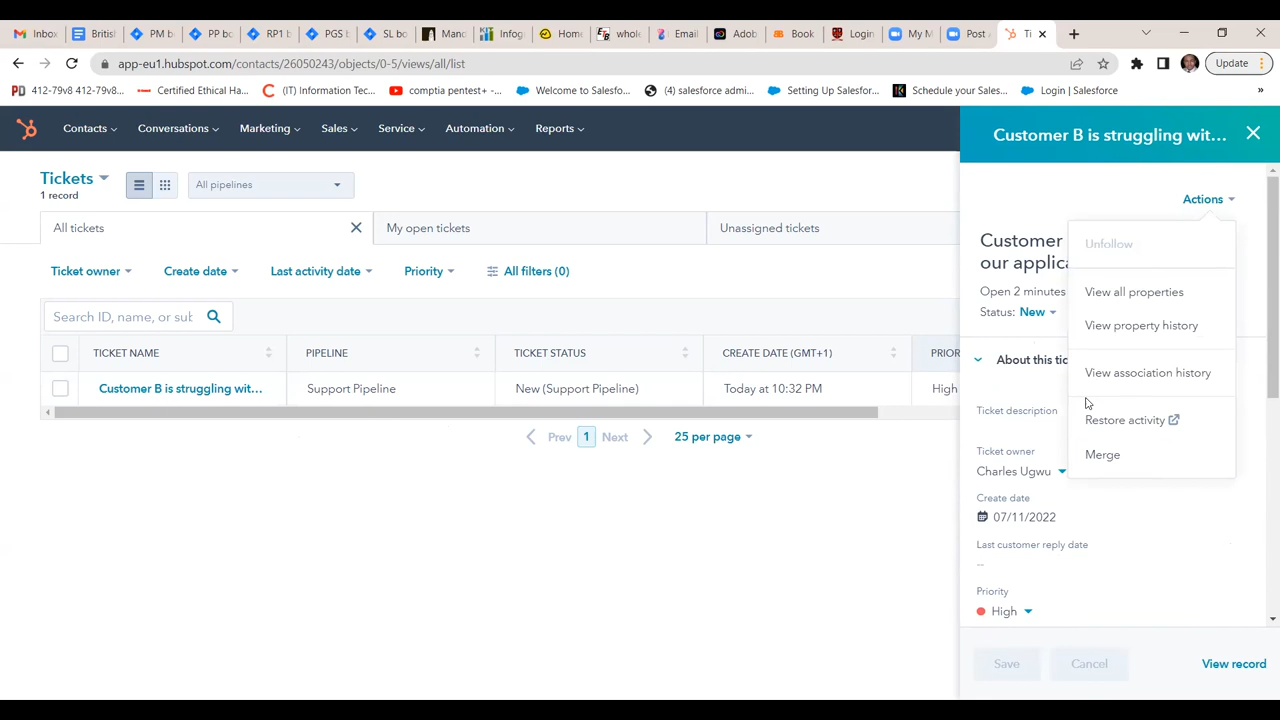 Inbox
British
PM b
PP bo
RP1 b
PGS b
SL bo
Mano
Infog
Home
whole
Email
Adob
Book
Login
My M
Post
Ti
app-eu1.hubspot.com/contacts/26050243/objects/0-5/views/all/list
Update
412-79v8 412-79v8...
Certified Ethical Ha...
(IT) Information Tec...
comptia pentest+ -...
Welcome to Salesfo...
(4) salesforce admi...
Setting Up Salesfor...
Schedule your Sales...
Login | Salesforce
»
Contacts
Conversations
Marketing
Sales
Service
Automation
Reports
Customer B is struggling wit...
Tickets
1 record
All pipelines
Actions
All tickets
My open tickets
Unassigned tickets
Customer
our applica
Unfollow
Open 2 minutes
View all properties
Status: New
View property history
Ticket owner
Create date
Last activity date
Priority
All filters (0)
Search ID, name, or sub
TICKET NAME
PIPELINE
TICKET STATUS
CREATE DATE (GMT+1)
PRIOR
About this tic
View association history
Customer B is struggling wit...
Support Pipeline
New (Support Pipeline)
Today at 10:32 PM
High
Ticket description
Restore activity
Prev 1 Next
25 per page
Ticket owner
Merge
Charles Ugwu
Create date
07/11/2022
Last customer reply date
--
Priority
High
Save
Cancel
View record